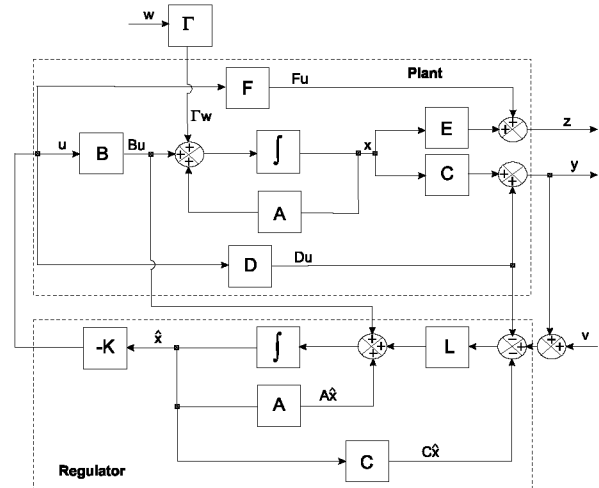 w
Γ
Plant
F
Fu
Γw
E
z
u
B
Bu
∫
x
C
y
A
D
Du
-K
x̂
∫
L
v
A
Ax̂
C
Cx̂
Regulator